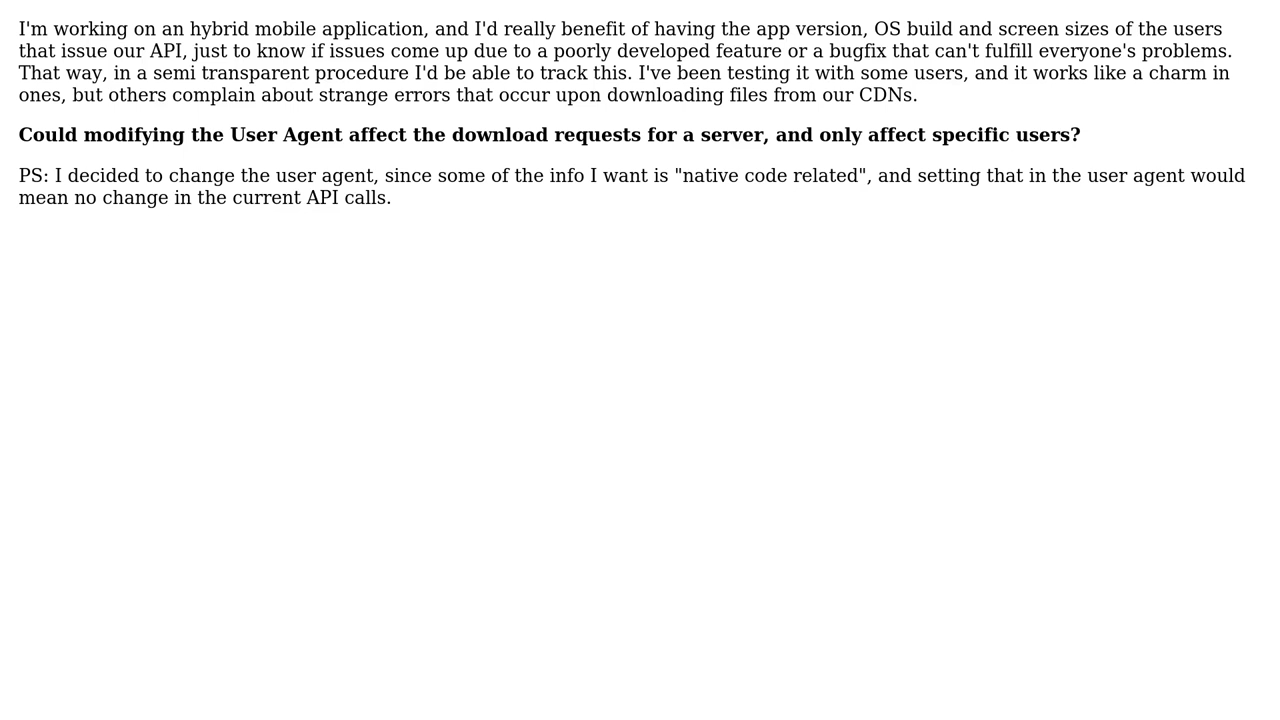 I'm working on an hybrid mobile application, and I'd really benefit of having the app version, OS build and screen sizes of the users
that issue our API, just to know if issues come up due to a poorly developed feature or a bugfix that can't fulfill everyone's problems.
That way, in a semi transparent procedure I'd be able to track this. I've been testing it with some users, and it works like a charm in
ones, but others complain about strange errors that occur upon downloading files from our CDNs.
Could modifying the User Agent affect the download requests for a server, and only affect specific users?
PS: I decided to change the user agent, since some of the info I want is "native code related", and setting that in the user agent would
mean no change in the current API calls.